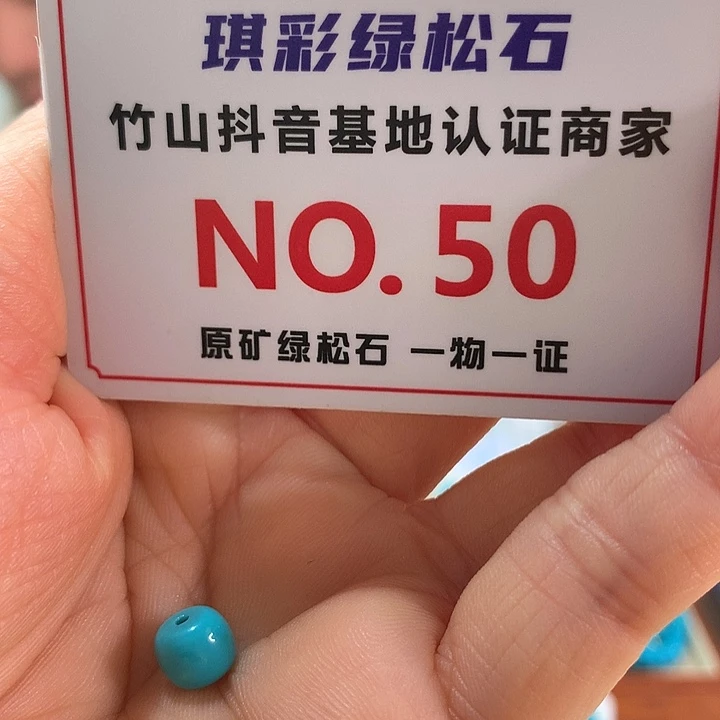 琪彩绿松石
竹山抖音基地认证商家
NO. 50
原矿绿松石 一物一证